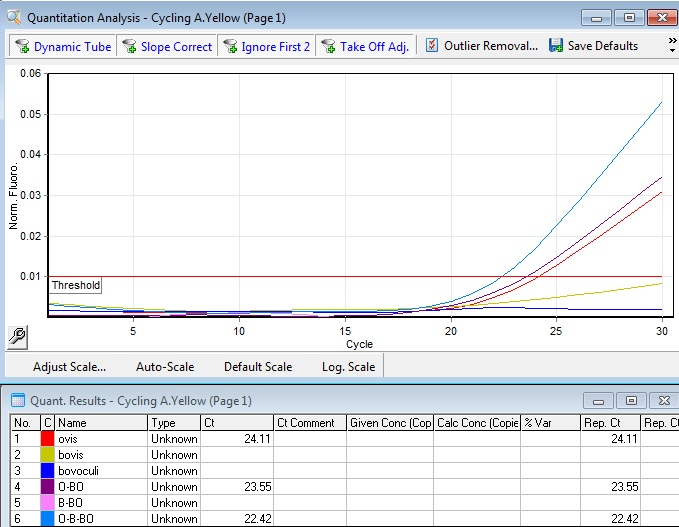 Quantitation Analysis - Cycling A.Yellow (Page 1)
Dynamic Tube Slope Correct Ignore First 2 Take Off Adj. Outlier Removal... Save Defaults »
0.06
0.05
0.04
0.03
0.02
0.01
Norm. Fluoro.
Threshold
5 10 15 20 25 30
Cycle
Adjust Scale... Auto-Scale Default Scale Log. Scale
Quant. Results - Cycling A.Yellow (Page 1)
No. C Name Type Ct Ct Comment Given Conc (Cop Calc Conc (Copie % Var Rep. Ct Rep. Ct
1 ovis Unknown 24.11 24.11
2 bovis Unknown
3 bovoculi Unknown
4 O-BO Unknown 23.55 23.55
5 B-BO Unknown
6 O-B-BO Unknown 22.42 22.42